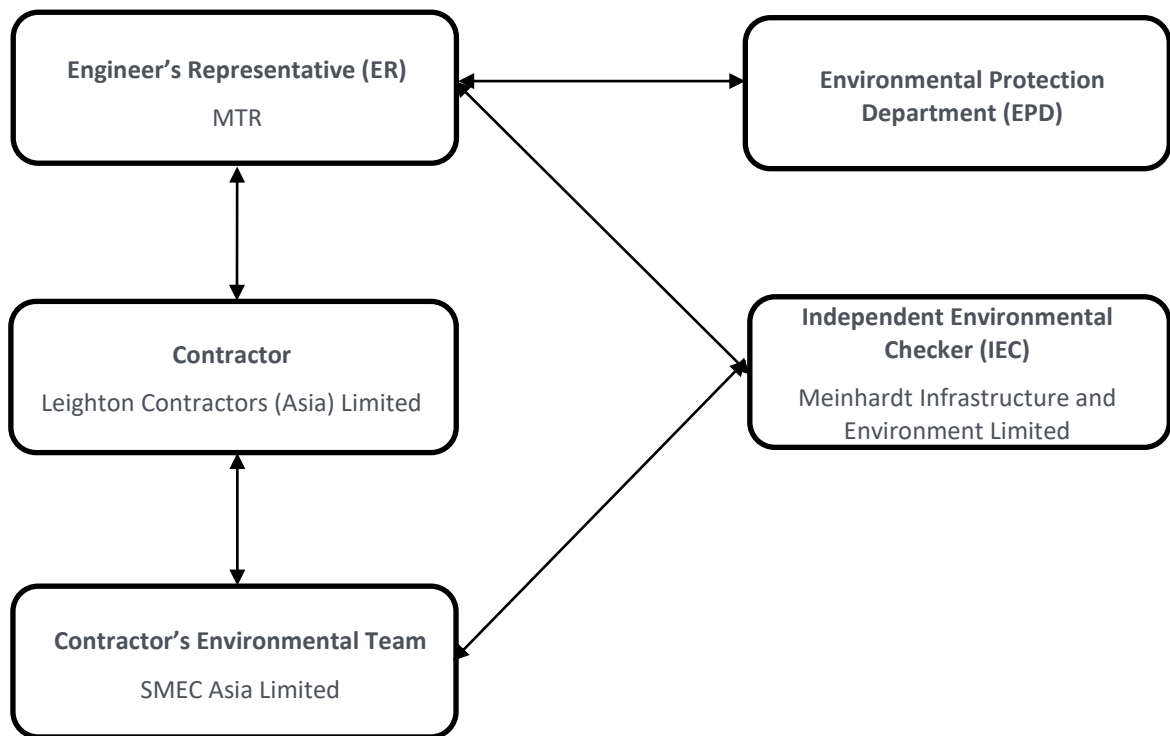 Engineer’s Representative (ER)
MTR
Environmental Protection
Department (EPD)
Contractor
Leighton Contractors (Asia) Limited
Independent Environmental
Checker (IEC)
Meinhardt Infrastructure and
Environment Limited
Contractor’s Environmental Team
SMEC Asia Limited